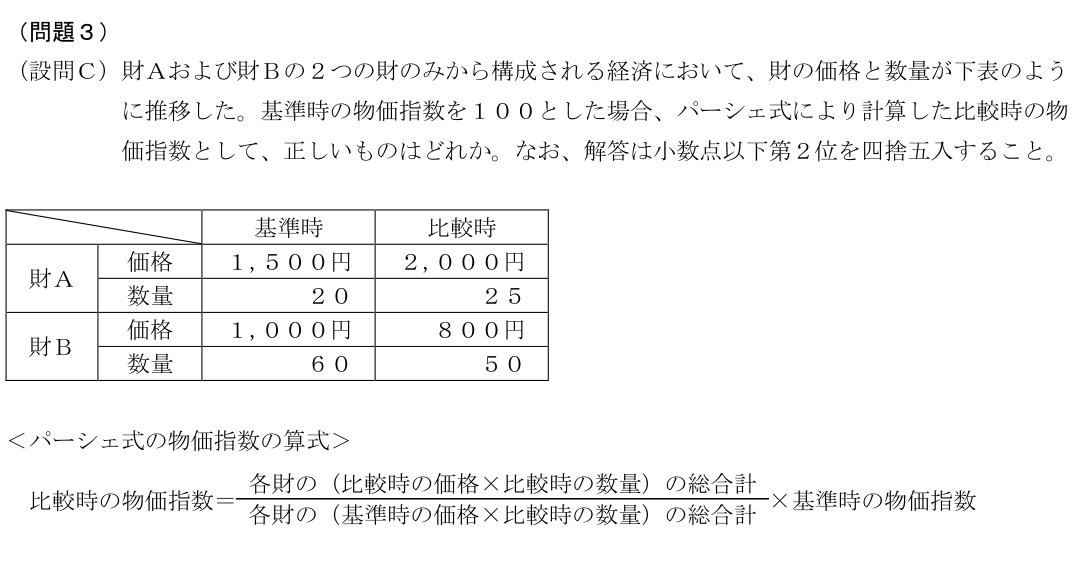 （問題３）
（設問Ｃ）財Ａおよび財Ｂの２つの財のみから構成される経済において、財の価格と数量が下表のよう
に推移した。基準時の物価指数を１００とした場合、パーシェ式により計算した比較時の物
価指数として、正しいものはどれか。なお、解答は小数点以下第２位を四捨五入すること。
基準時 比較時
財Ａ 価格 １,５００円 ２,０００円
数量 ２０ ２５
財Ｂ 価格 １,０００円 ８００円
数量 ６０ ５０
＜パーシェ式の物価指数の算式＞
各財の（比較時の価格×比較時の数量）の総合計
比較時の物価指数＝ ×基準時の物価指数
各財の（基準時の価格×比較時の数量）の総合計